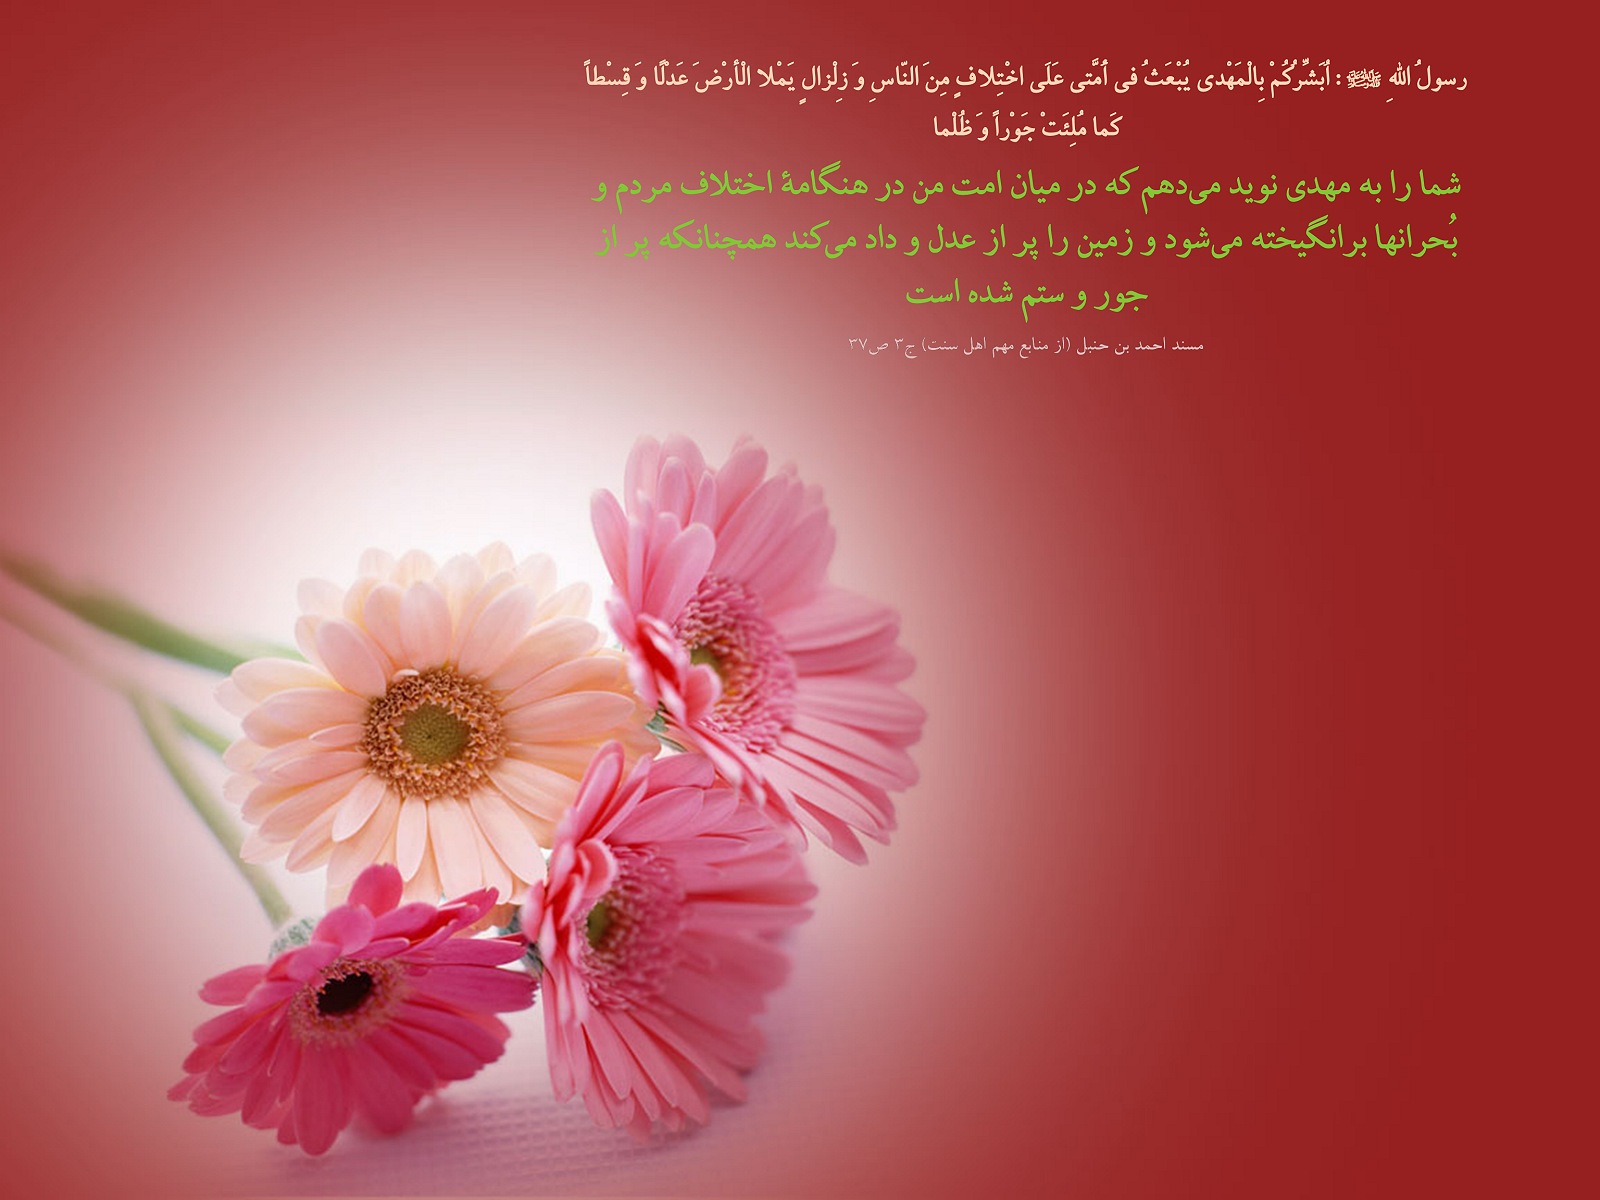 رسولُ اللهِ ﷺ : اُبَشِّرُكُمْ بِالْمَهْدی یُبْعَثُ فی اُمَّتی عَلَی اخْتِلافٍ مِنَ النّاسِ وَ زِلْزالٍ یَمْلا الْأرْضَ عَدْلًا وَ قِسْطاً
كَما مُلِئَتْ جَوْراً وَ ظُلْما
شما را به مهدی نوید می‌دهم که در میان امت من در هنگامهٔ اختلاف مردم و
بُحرانها برانگیخته می‌شود و زمین را پر از عدل و داد می‌کند همچنانکه پر از
جور و ستم شده است
مسند احمد بن حنبل (از منابع مهم اهل سنت) ج۳ ص۳۷